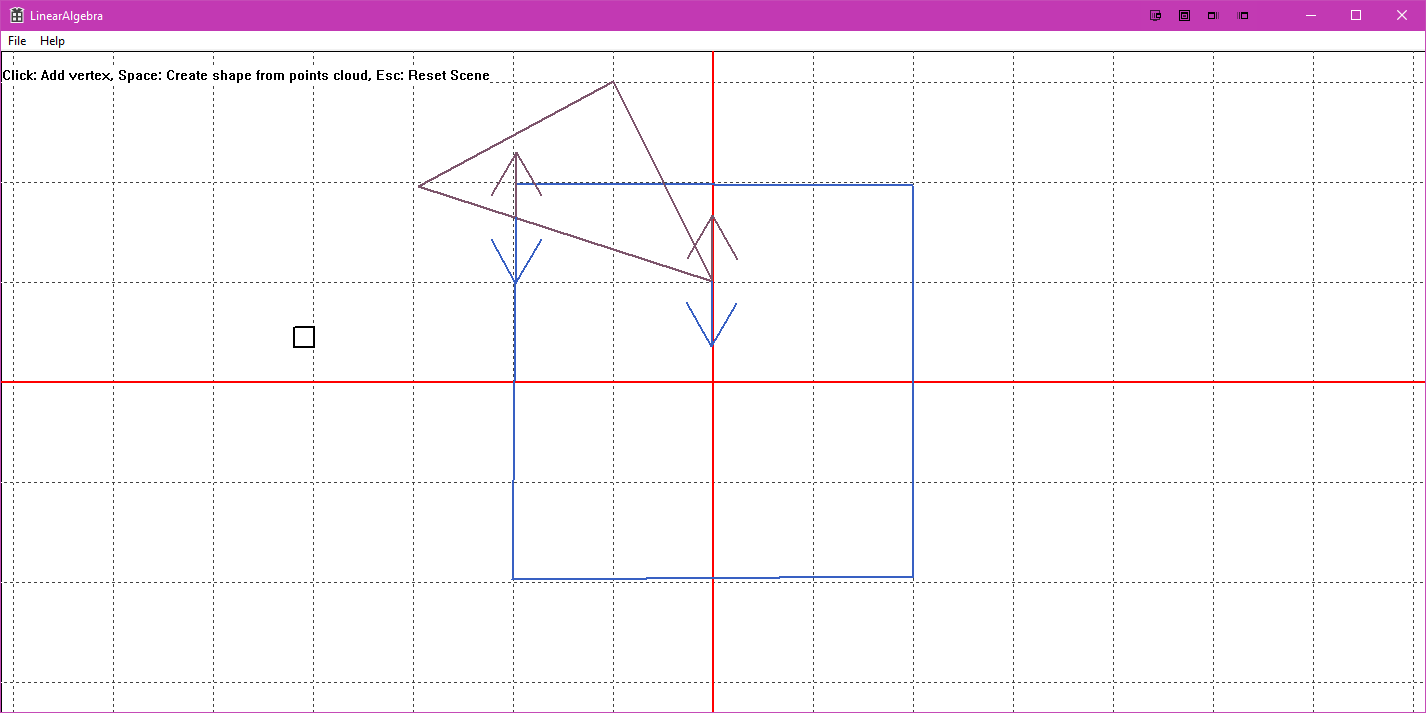 LinearAlgebra
File Help
Click: Add vertex, Space: Create shape from points cloud, Esc: Reset Scene